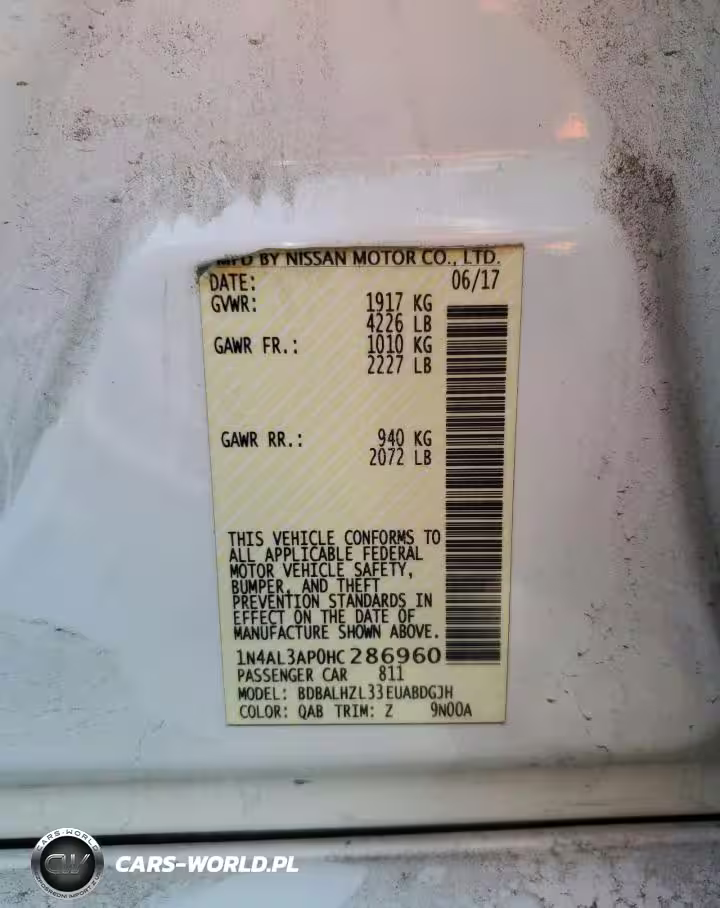 MFD BY NISSAN MOTOR CO., LTD.
DATE: 06/17
GVWR: 1917 KG
4226 LB
GAWR FR.: 1010 KG
2227 LB
GAWR RR.: 940 KG
2072 LB
THIS VEHICLE CONFORMS TO
ALL APPLICABLE FEDERAL
MOTOR VEHICLE SAFETY,
BUMPER, AND THEFT
PREVENTION STANDARDS IN
EFFECT ON THE DATE OF
MANUFACTURE SHOWN ABOVE.
1N4AL3AP0HC286960
PASSENGER CAR 811
MODEL: BDBALHZL33EUABDGJH
COLOR: QAB TRIM: Z 9N00A
CARS-WORLD
CW
CARS-WORLD.PL